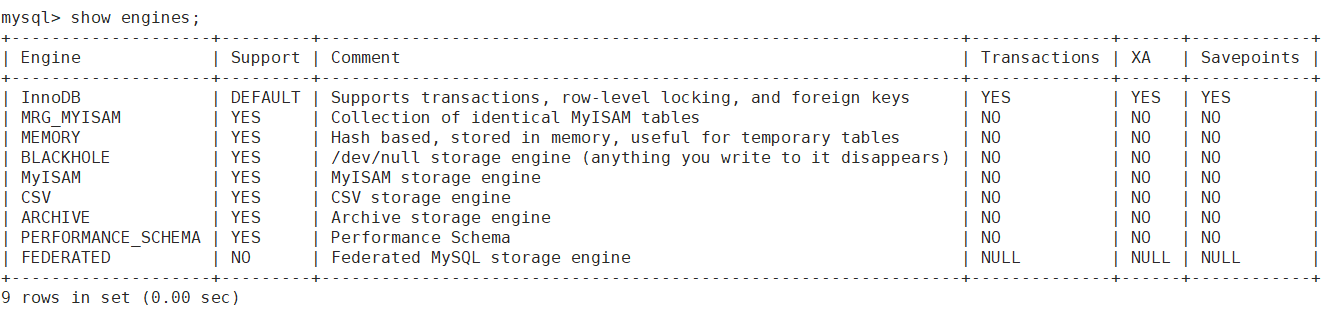 mysql> show engines;
+--------------------+---------+----------------------------------------------------------------+--------------+------+------------+
| Engine             | Support | Comment                                                        | Transactions | XA   | Savepoints |
+--------------------+---------+----------------------------------------------------------------+--------------+------+------------+
| InnoDB             | DEFAULT | Supports transactions, row-level locking, and foreign keys     | YES          | YES  | YES        |
| MRG_MYISAM         | YES     | Collection of identical MyISAM tables                          | NO           | NO   | NO         |
| MEMORY             | YES     | Hash based, stored in memory, useful for temporary tables      | NO           | NO   | NO         |
| BLACKHOLE          | YES     | /dev/null storage engine (anything you write to it disappears) | NO           | NO   | NO         |
| MyISAM             | YES     | MyISAM storage engine                                          | NO           | NO   | NO         |
| CSV                | YES     | CSV storage engine                                             | NO           | NO   | NO         |
| ARCHIVE            | YES     | Archive storage engine                                         | NO           | NO   | NO         |
| PERFORMANCE_SCHEMA | YES     | Performance Schema                                             | NO           | NO   | NO         |
| FEDERATED          | NO      | Federated MySQL storage engine                                 | NULL         | NULL | NULL       |
+--------------------+---------+----------------------------------------------------------------+--------------+------+------------+
9 rows in set (0.00 sec)